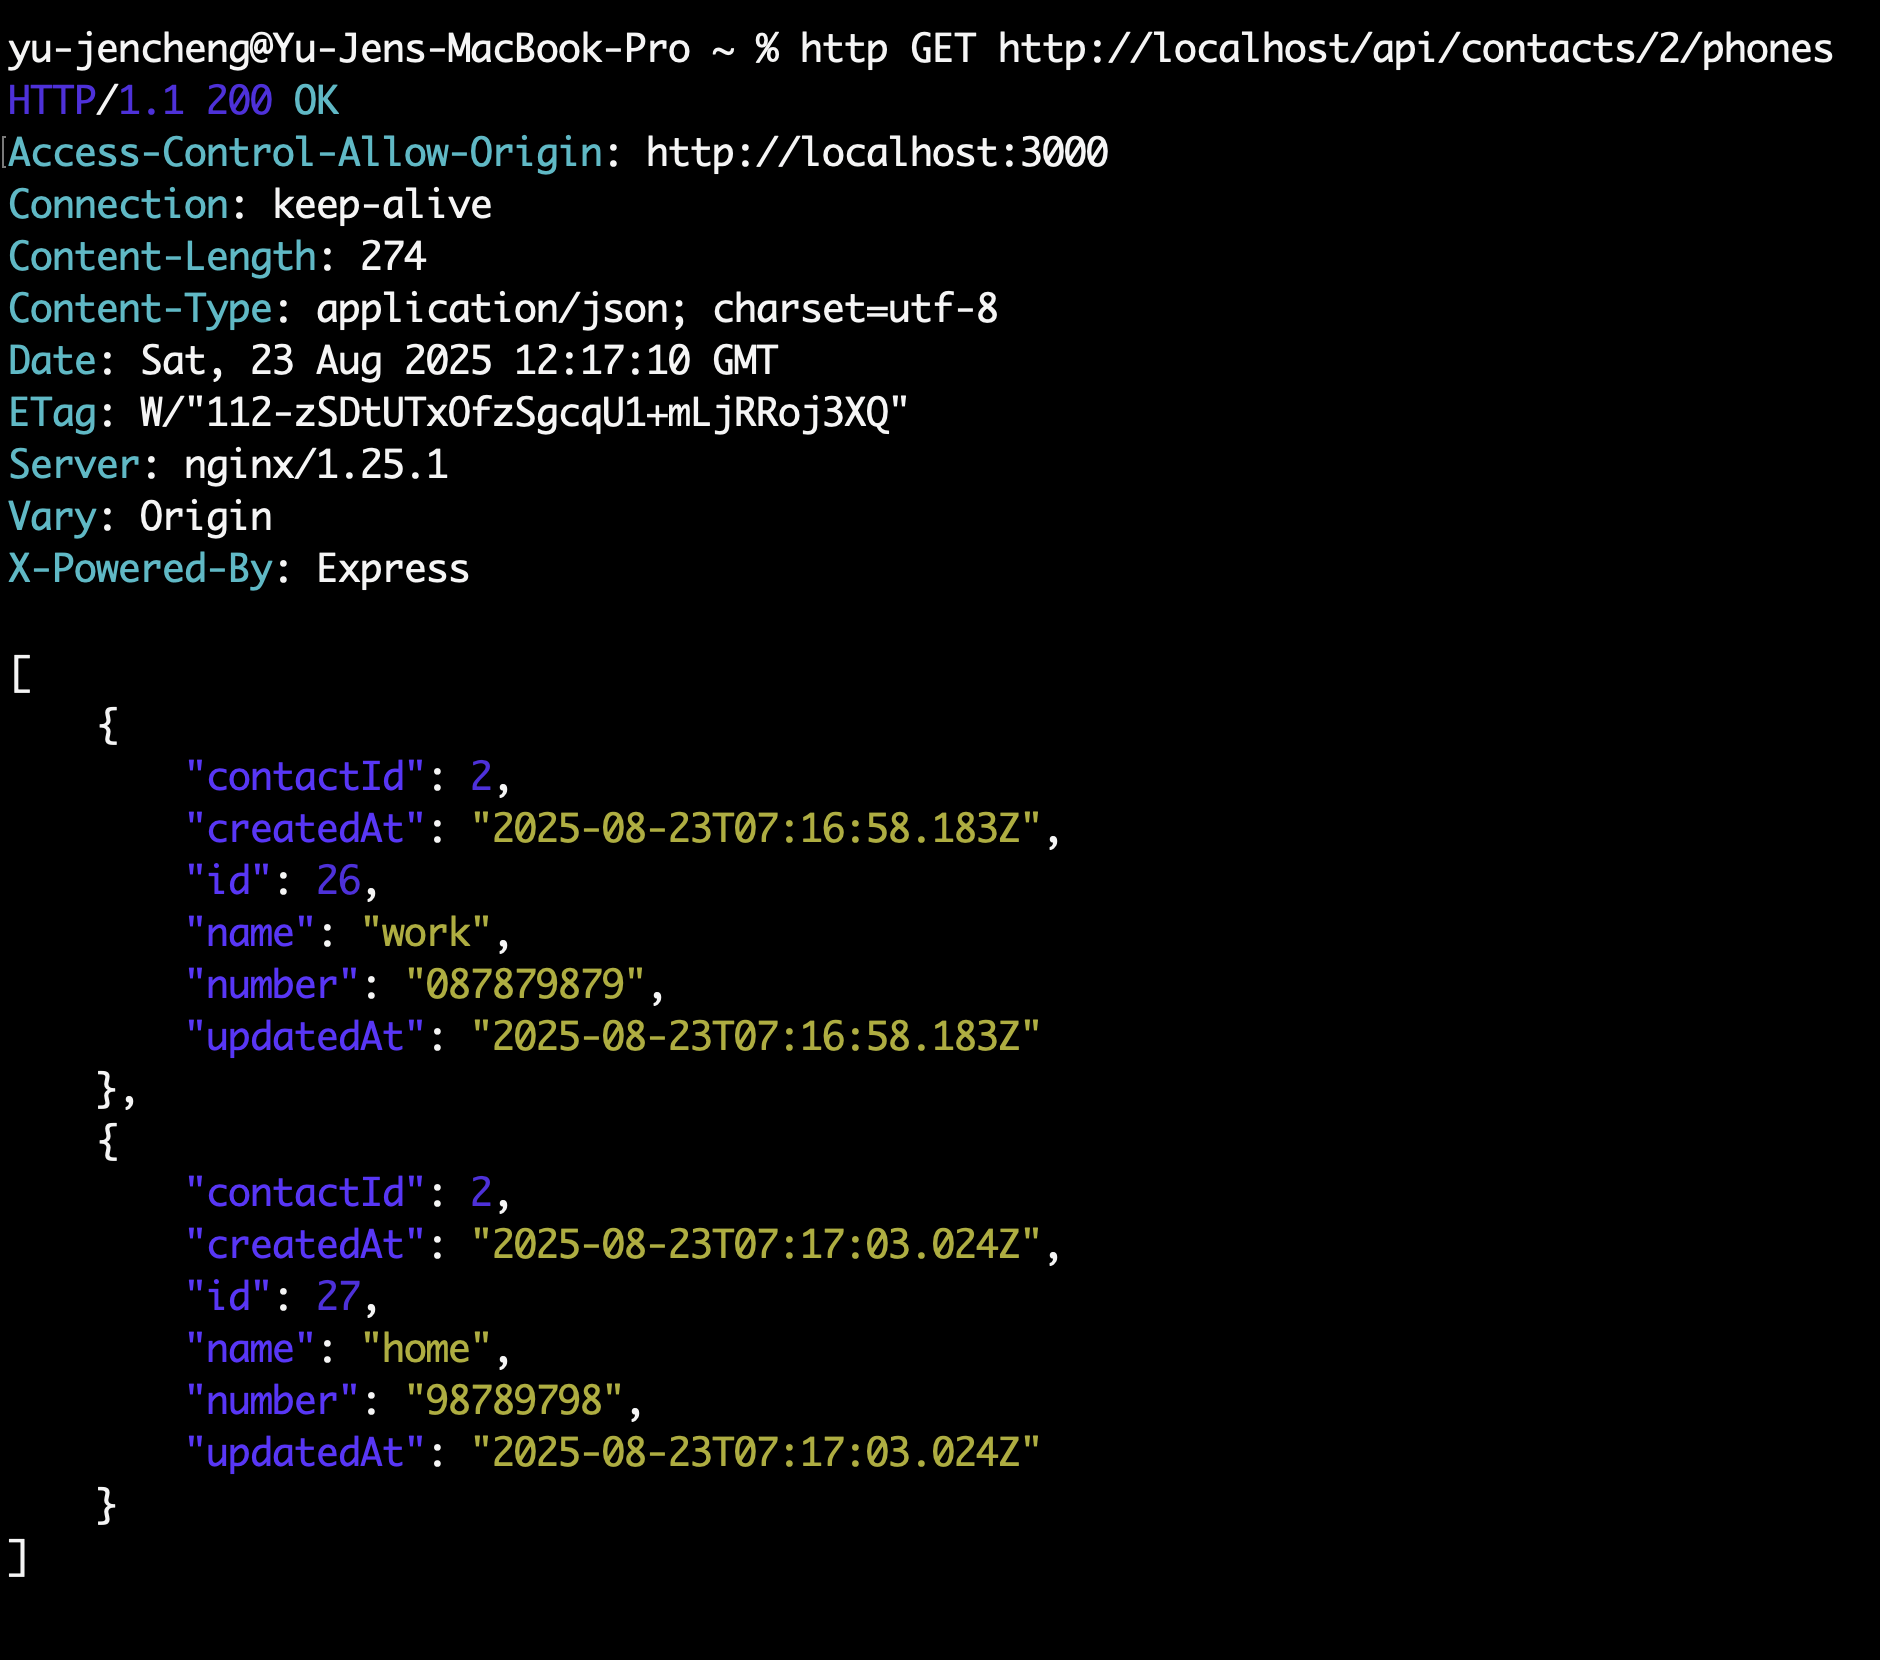 yu-jencheng@Yu-Jens-MacBook-Pro ~ % http GET http://localhost/api/contacts/2/phones
HTTP/1.1 200 OK
Access-Control-Allow-Origin: http://localhost:3000
Connection: keep-alive
Content-Length: 274
Content-Type: application/json; charset=utf-8
Date: Sat, 23 Aug 2025 12:17:10 GMT
ETag: W/"112-zSDtUTxOfzSgcqU1+mLjRRoj3XQ"
Server: nginx/1.25.1
Vary: Origin
X-Powered-By: Express

[
    {
        "contactId": 2,
        "createdAt": "2025-08-23T07:16:58.183Z",
        "id": 26,
        "name": "work",
        "number": "087879879",
        "updatedAt": "2025-08-23T07:16:58.183Z"
    },
    {
        "contactId": 2,
        "createdAt": "2025-08-23T07:17:03.024Z",
        "id": 27,
        "name": "home",
        "number": "98789798",
        "updatedAt": "2025-08-23T07:17:03.024Z"
    }
]